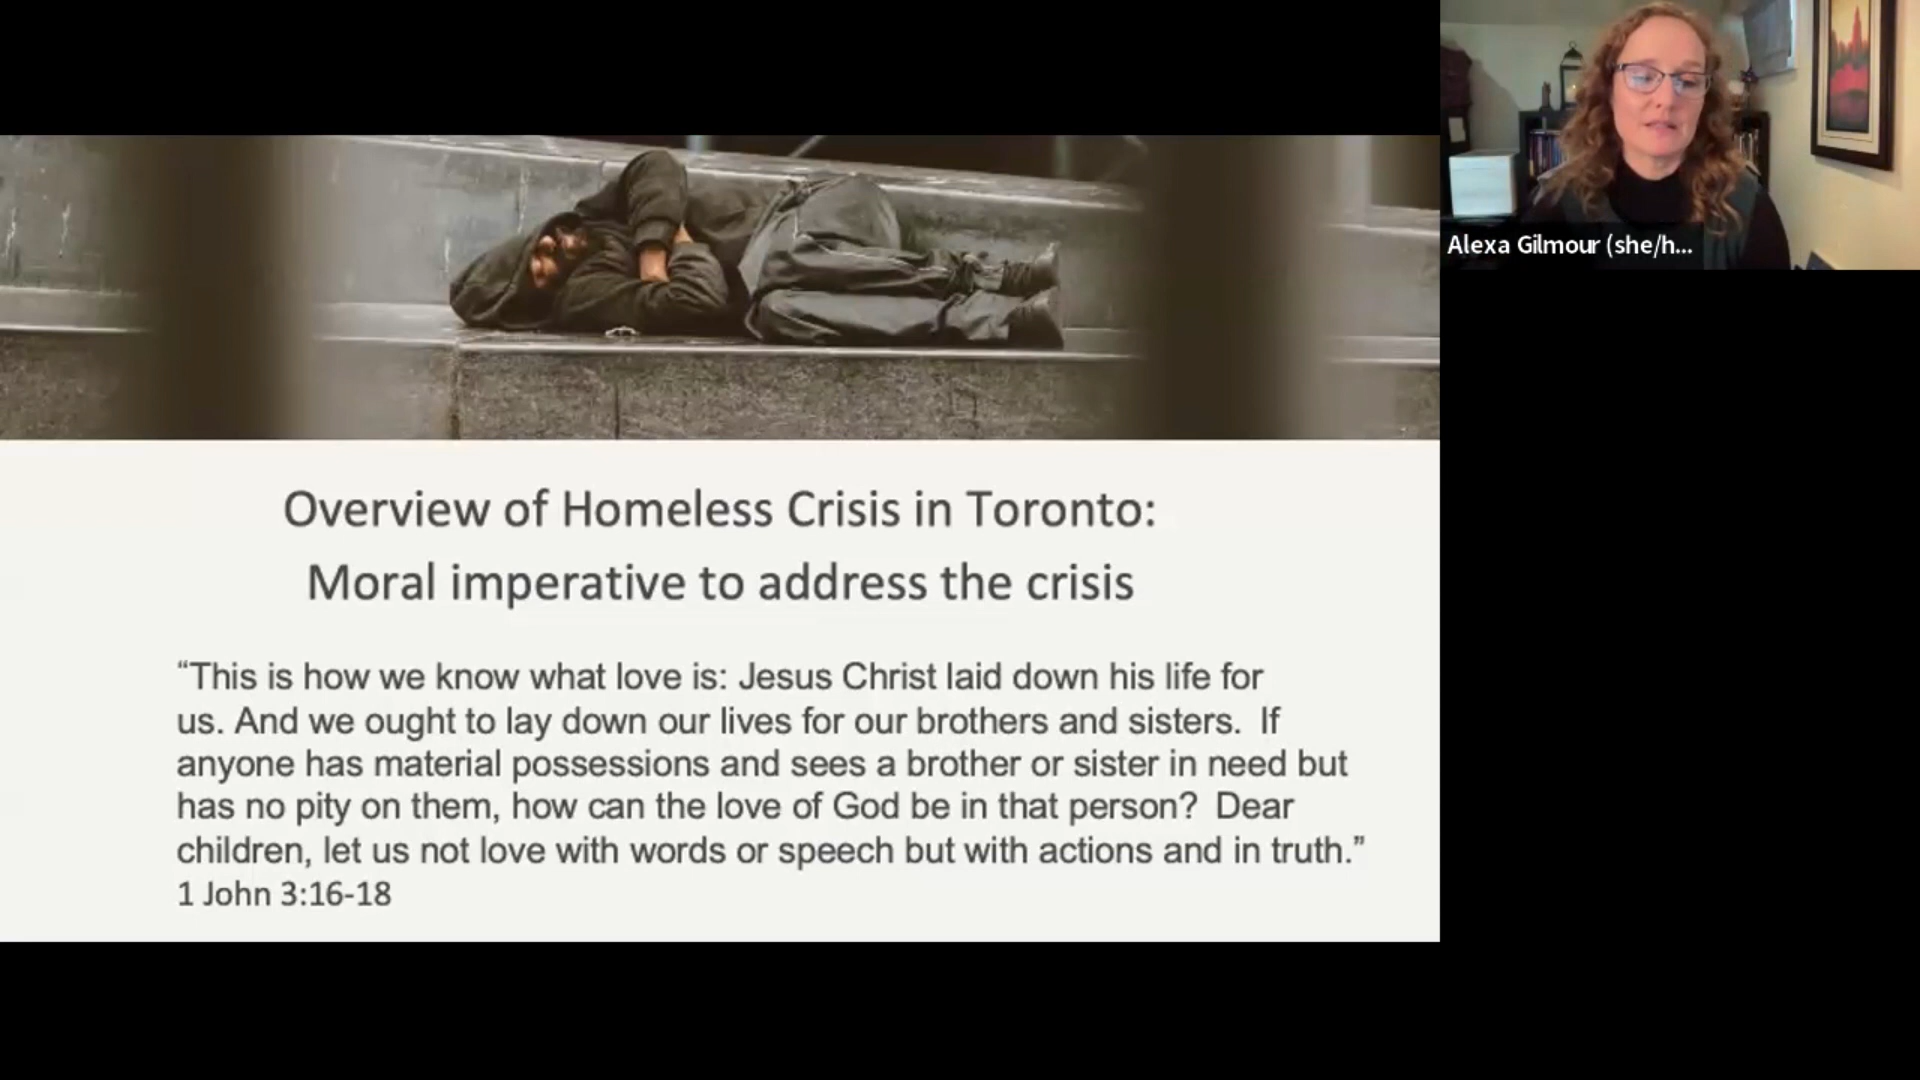 Alexa Gilmour (she/h...
Overview of Homeless Crisis in Toronto:
Moral imperative to address the crisis
“This is how we know what love is: Jesus Christ laid down his life for
us. And we ought to lay down our lives for our brothers and sisters.  If
anyone has material possessions and sees a brother or sister in need but
has no pity on them, how can the love of God be in that person?  Dear
children, let us not love with words or speech but with actions and in truth.”
1 John 3:16-18